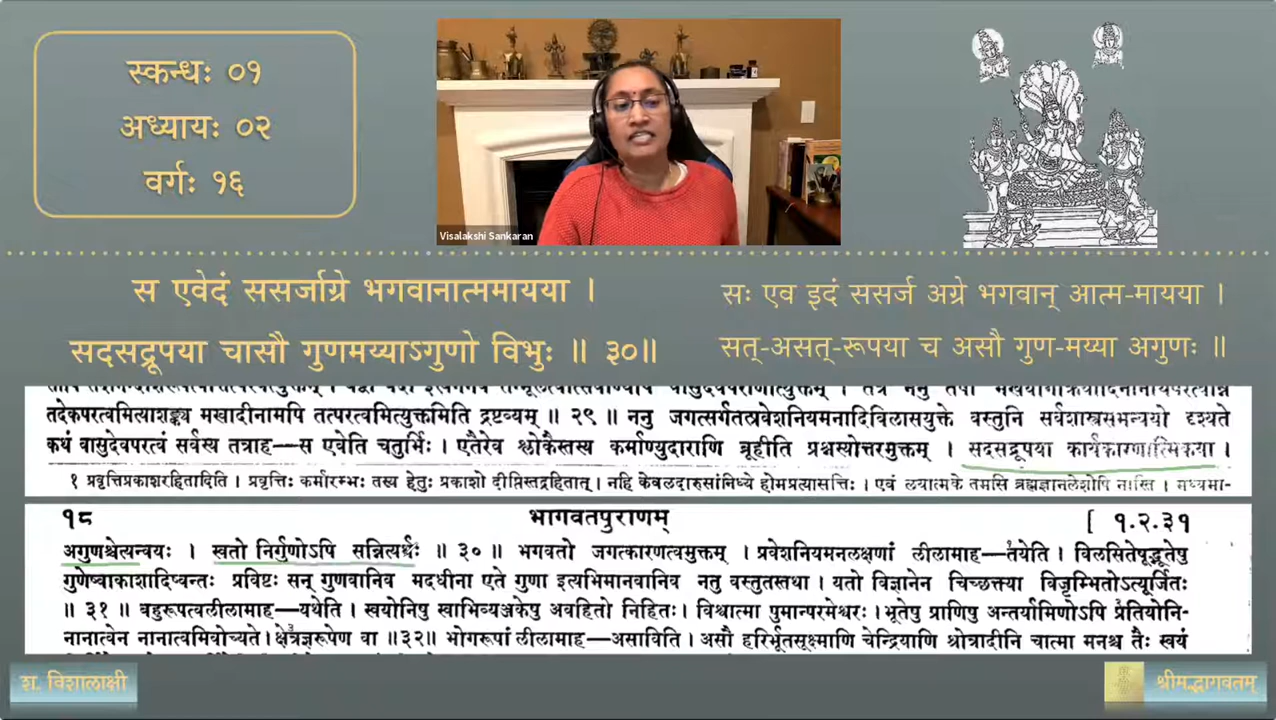 स्कन्धः ०१
अध्यायः ०२
वर्गः १६
Visalakshi Sankaran
स एवेदं ससर्जाग्रे भगवानात्ममायया ।
सदसद्रूपया चासौ गुणमय्याऽगुणो विभुः ॥ ३०॥
सः एव इदं ससर्ज अग्रे भगवान् आत्म-मायया ।
सत्-असत्-रूपया च असौ गुण-मय्या अगुणः ॥
तदेकपरत्वमित्याशङ्क्य मखादीनामपि तत्परत्वमित्युक्तमिति द्रष्टव्यम् ॥ २९ ॥ ननु जगत्सर्गतत्प्रवेशनियमनादिविलासयुक्ते वस्तुनि सर्वशास्त्रसमन्वयो दृश्यते
कथं वासुदेवपरत्वं सर्वस्य तत्राह—स एवेति चतुर्भिः । एतैरेव श्लोकैस्तस्य कर्माण्युदाराणि ब्रूहीति प्रश्नस्योत्तरमुक्तम् । सदसद्रूपया कार्यकारणात्मिकया ।
१ प्रवृत्तिप्रकाशरहितादिति । प्रवृत्तिः कर्मारम्भः तस्य हेतुः प्रकाशो दीप्तिस्तद्रहितात् । नहि केवलदारुसांनिध्ये होमप्रत्यासत्तिः । एवं लयात्मके तमसि ब्रह्मज्ञानलेशोपि नास्ति । मध्यमा-
१८ भागवतपुराणम् [ १.२.३१
अगुणश्चेत्यन्वयः । स्वतो निर्गुणोऽपि सन्नित्यर्थः ॥ ३० ॥ भगवतो जगत्कारणत्वमुक्तम् । प्रवेशनियमनलक्षणां लीलामाह—तयेति । विलसितेषूद्भूतेषु
गुणेष्वाकाशादिष्वन्तः प्रविष्टः सन् गुणवानिव मदधीना एते गुणा इत्यभिमानवानिव नतु वस्तुतस्तथा । यतो विज्ञानेन चिच्छक्त्या विजृम्भितोऽत्यूर्जितः
॥ ३१ ॥ बहुरूपत्वलीलामाह—यथेति । स्वयोनिषु स्वाभिव्यञ्जकेषु अवहितो निहितः । विश्वात्मा पुमान्परमेश्वरः । भूतेषु प्राणिषु अन्तर्यामिणोऽपि प्रतियोनि-
नानात्वेन नानात्वमिवोच्यते । क्षेत्रज्ञरूपेण वा ॥३२॥ भोगरूपां लीलामाह—असाविति । असौ हरिर्भूतसूक्ष्माणि चेन्द्रियाणि श्रोत्रादीनि चात्मा मनश्च तैः स्वयं
श. विशालाक्षी
श्रीमद्भागवतम्